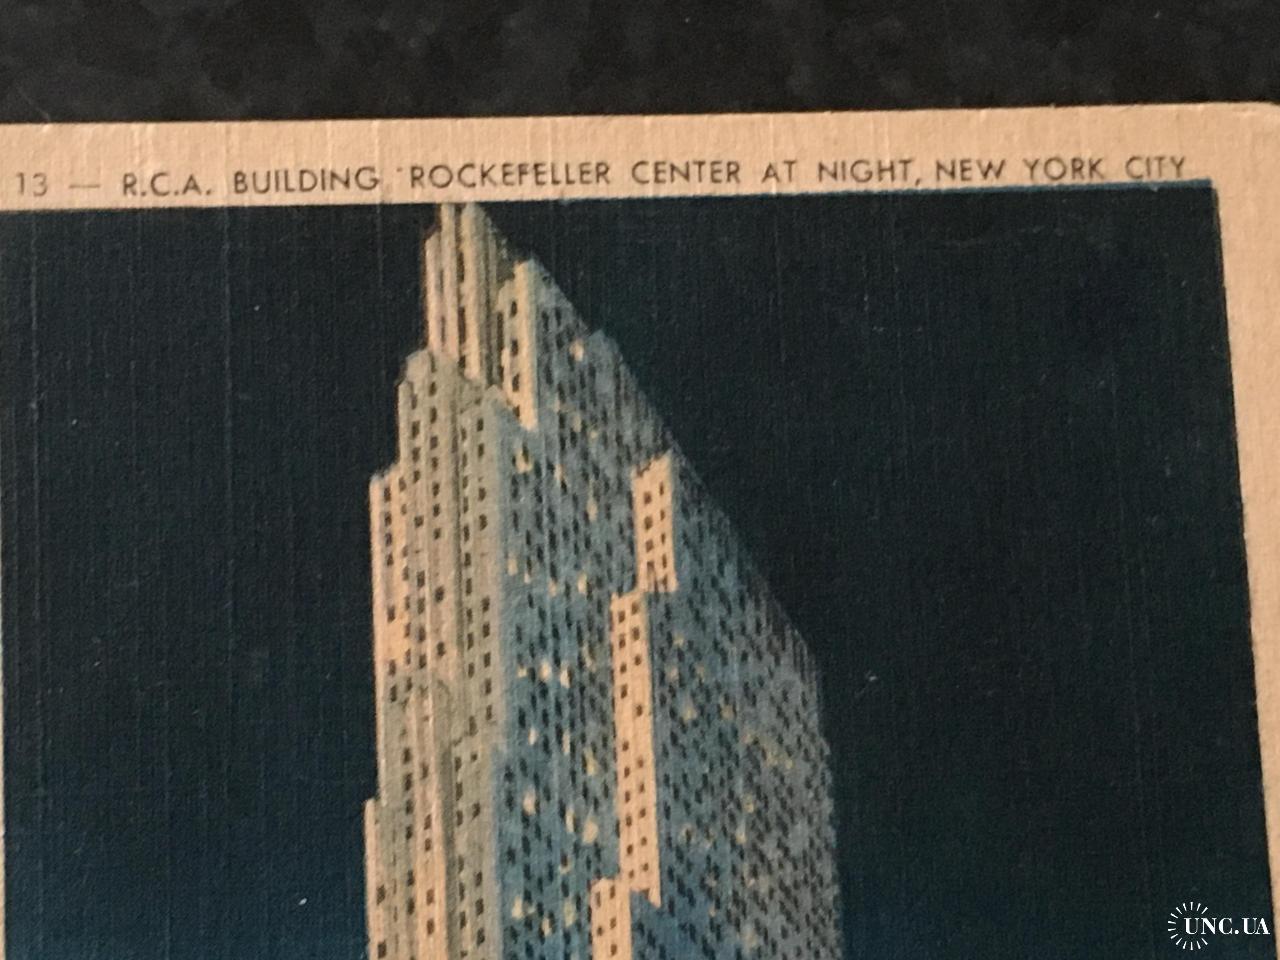 13 — R.C.A. BUILDING ROCKEFELLER CENTER AT NIGHT, NEW YORK CITY
UNC.UA